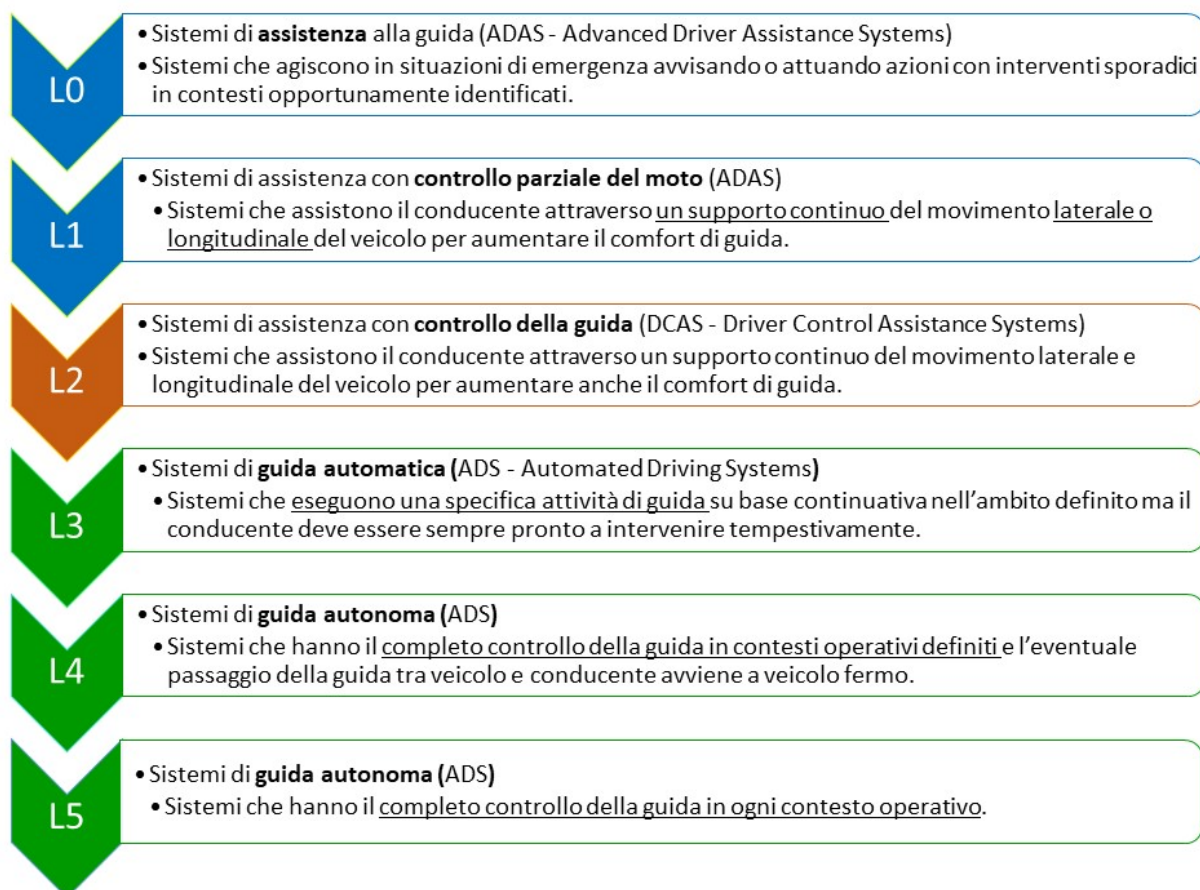 L0
• Sistemi di assistenza alla guida (ADAS - Advanced Driver Assistance Systems)
• Sistemi che agiscono in situazioni di emergenza avvisando o attuando azioni con interventi sporadici
in contesti opportunamente identificati.
L1
• Sistemi di assistenza con controllo parziale del moto (ADAS)
• Sistemi che assistono il conducente attraverso un supporto continuo del movimento laterale o
longitudinale del veicolo per aumentare il comfort di guida.
L2
• Sistemi di assistenza con controllo della guida (DCAS - Driver Control Assistance Systems)
• Sistemi che assistono il conducente attraverso un supporto continuo del movimento laterale e
longitudinale del veicolo per aumentare anche il comfort di guida.
L3
• Sistemi di guida automatica (ADS - Automated Driving Systems)
• Sistemi che eseguono una specifica attività di guida su base continuativa nell'ambito definito ma il
conducente deve essere sempre pronto a intervenire tempestivamente.
L4
• Sistemi di guida autonoma (ADS)
• Sistemi che hanno il completo controllo della guida in contesti operativi definiti e l'eventuale
passaggio della guida tra veicolo e conducente avviene a veicolo fermo.
L5
• Sistemi di guida autonoma (ADS)
• Sistemi che hanno il completo controllo della guida in ogni contesto operativo.